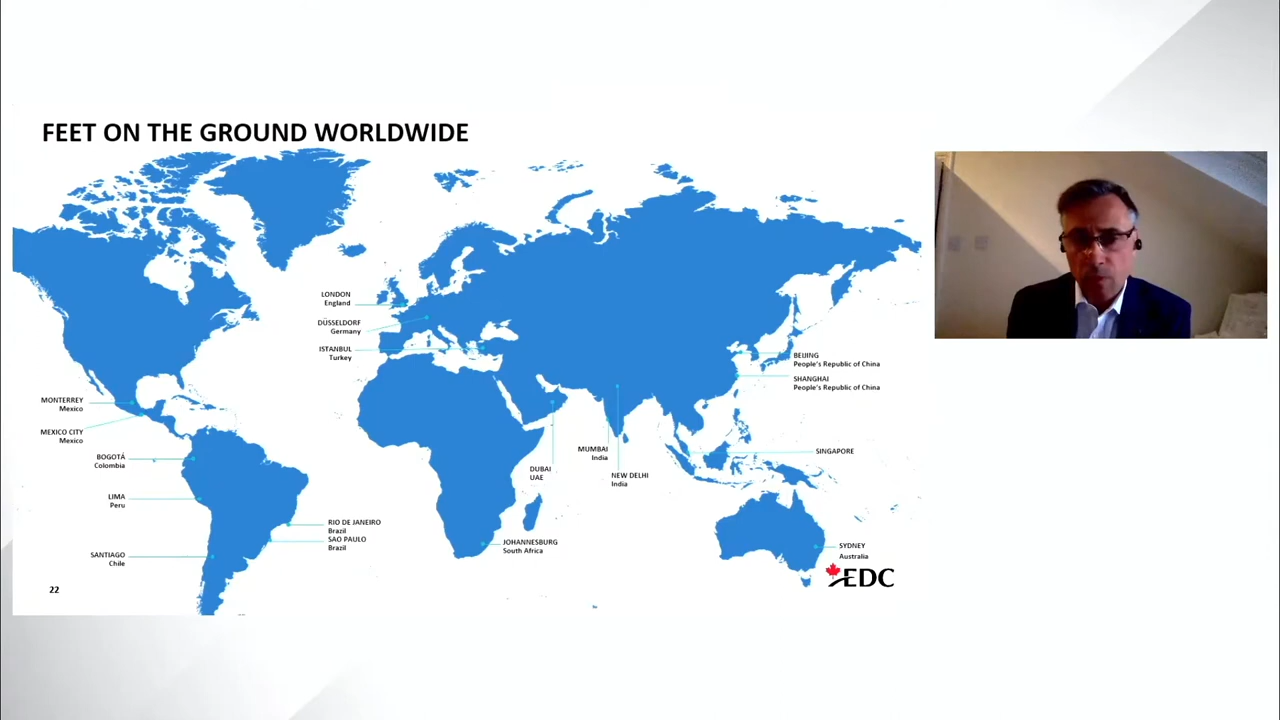 FEET ON THE GROUND WORLDWIDE
LONDON
England
DÜSSELDORF
Germany
ISTANBUL
Turkey
BEIJING
People's Republic of China
SHANGHAI
People's Republic of China
MONTERREY
Mexico
MEXICO CITY
Mexico
BOGOTÁ
Colombia
MUMBAI
India
SINGAPORE
DUBAI
UAE
NEW DELHI
India
LIMA
Peru
RIO DE JANEIRO
Brazil
SAO PAULO
Brazil
JOHANNESBURG
South Africa
SYDNEY
Australia
SANTIAGO
Chile
EDC
22